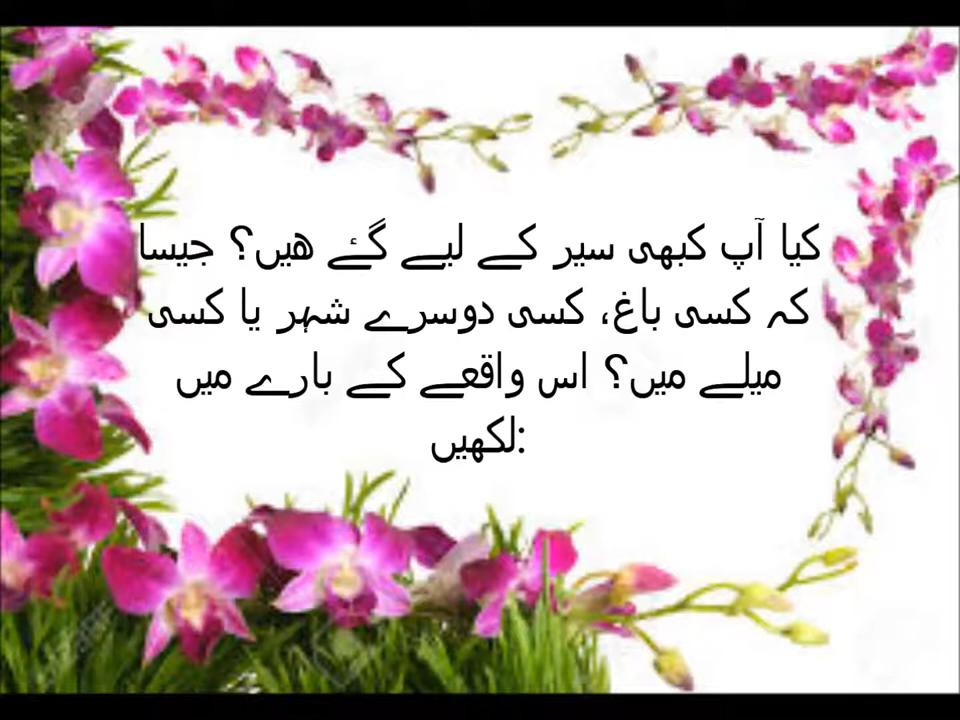 کیا آپ کبھی سیر کے لیے گئے ھیں؟ جیسا
کہ کسی باغ، کسی دوسرے شہر یا کسی
میلے میں؟ اس واقعے کے بارے میں
لکھیں: